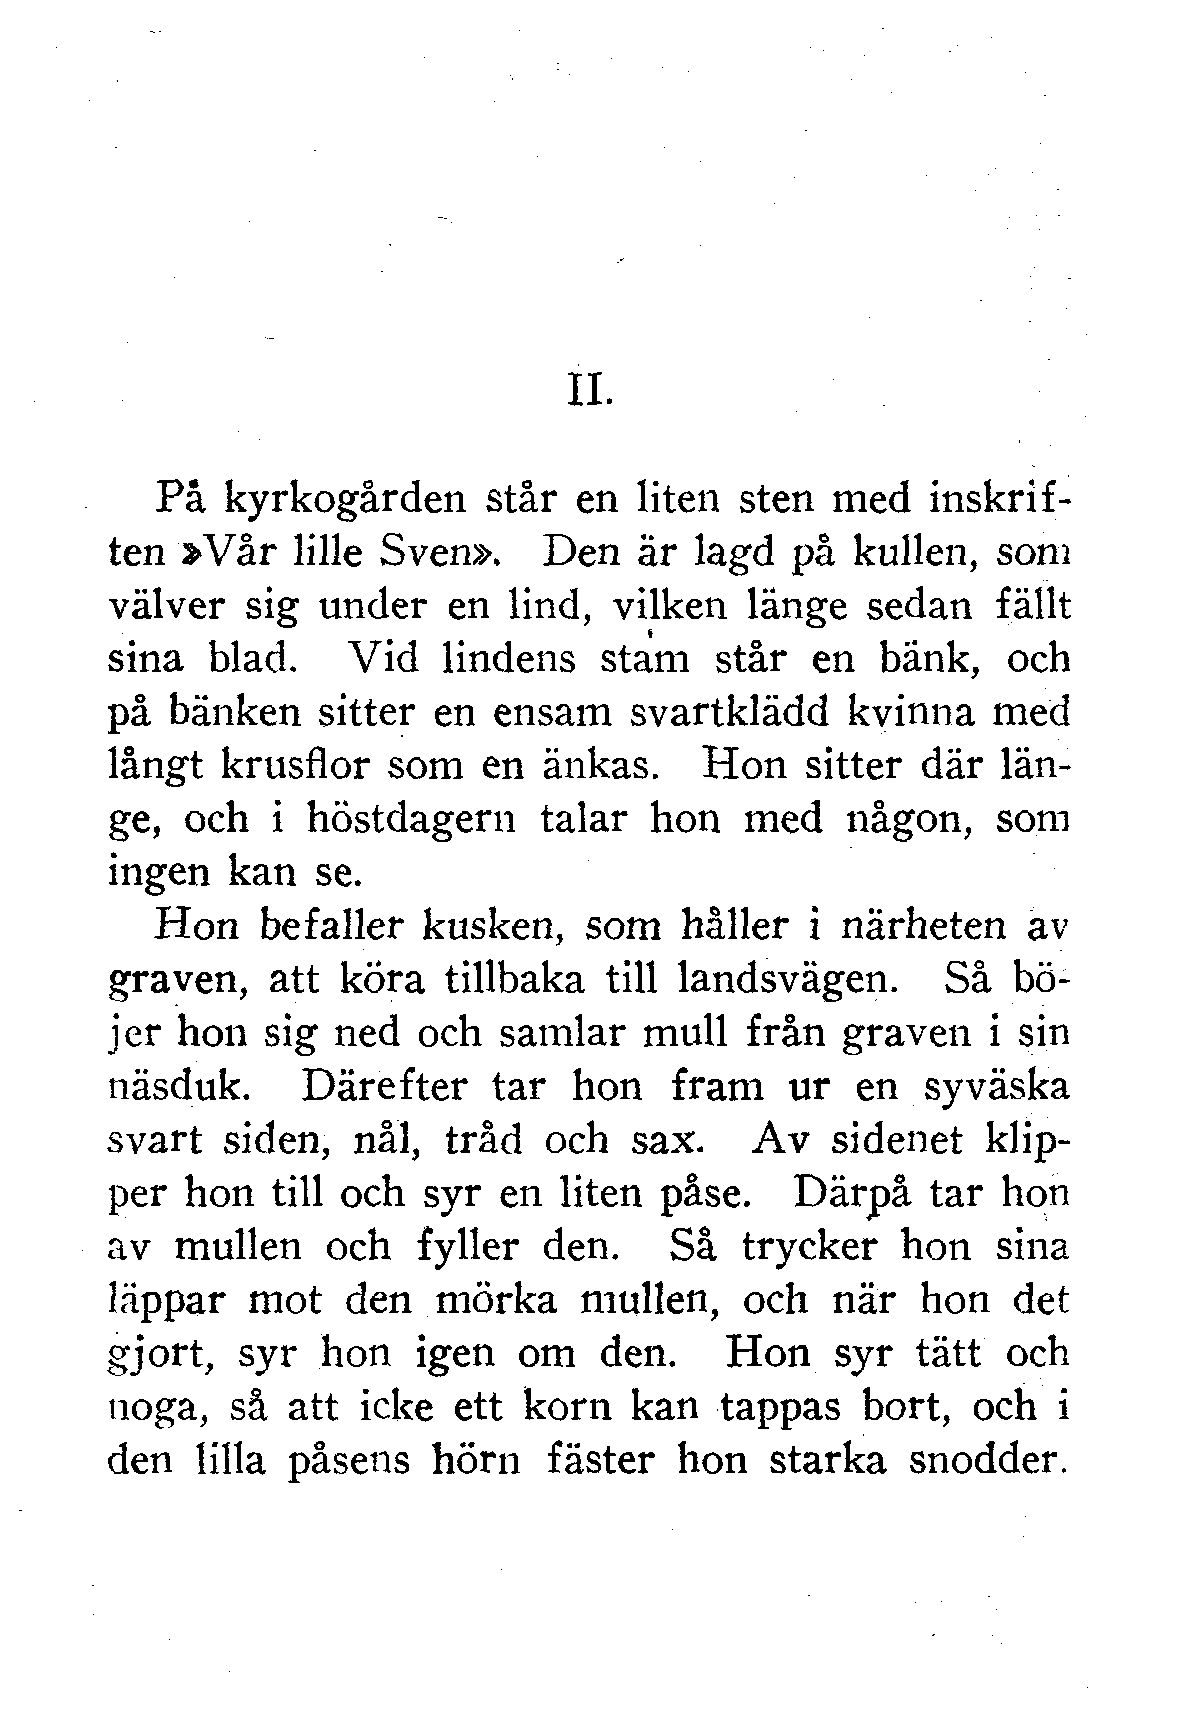 II.
På kyrkogården står en liten sten med inskrif-
ten »Vår lille Sven». Den är lagd på kullen, som
välver sig under en lind, vilken länge sedan fällt
sina blad. Vid lindens stam står en bänk, och
på bänken sitter en ensam svartklädd kvinna med
långt krusflor som en änkas. Hon sitter där län-
ge, och i höstdagern talar hon med någon, som
ingen kan se.
Hon befaller kusken, som håller i närheten av
graven, att köra tillbaka till landsvägen. Så bö-
jer hon sig ned och samlar mull från graven i sin
näsduk. Därefter tar hon fram ur en syväska
svart siden, nål, tråd och sax. Av sidenet klip-
per hon till och syr en liten påse. Därpå tar hon
av mullen och fyller den. Så trycker hon sina
läppar mot den mörka mullen, och när hon det
gjort, syr hon igen om den. Hon syr tätt och
noga, så att icke ett korn kan tappas bort, och i
den lilla påsens hörn fäster hon starka snodder.